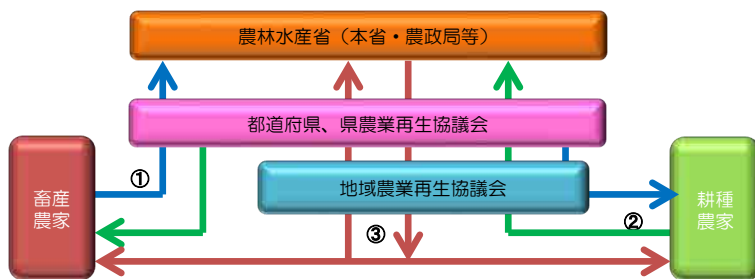 農林水産省（本省・農政局等）
都道府県、県農業再生協議会
①
地域農業再生協議会
畜産
農家
耕種
農家
②
③